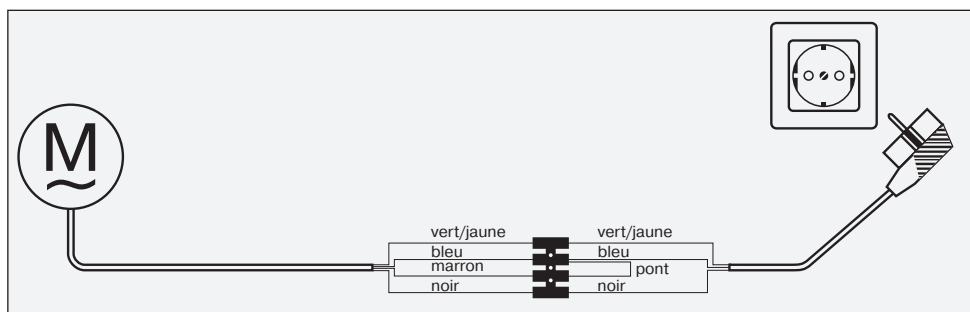 M
vert/jaune vert/jaune
bleu bleu
marron pont
noir noir